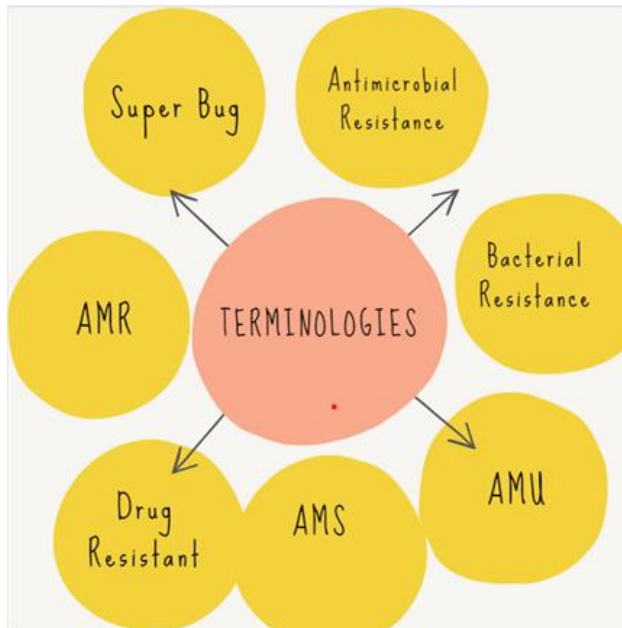 Super Bug
Antimicrobial
Resistance
Bacterial
Resistance
AMR
TERMINOLOGIES
AMU
AMS
Drug
Resistant